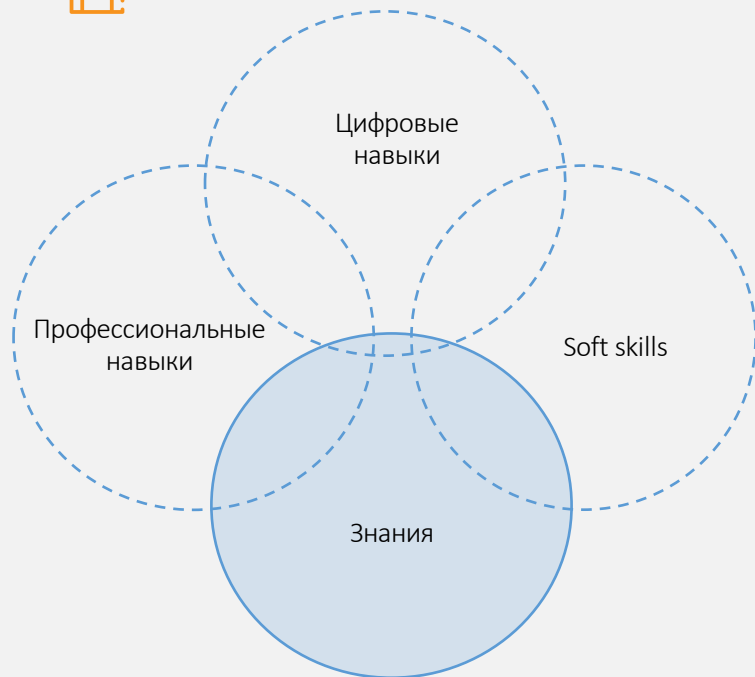 Цифровые
навыки
Профессиональные
навыки
Soft skills
Знания